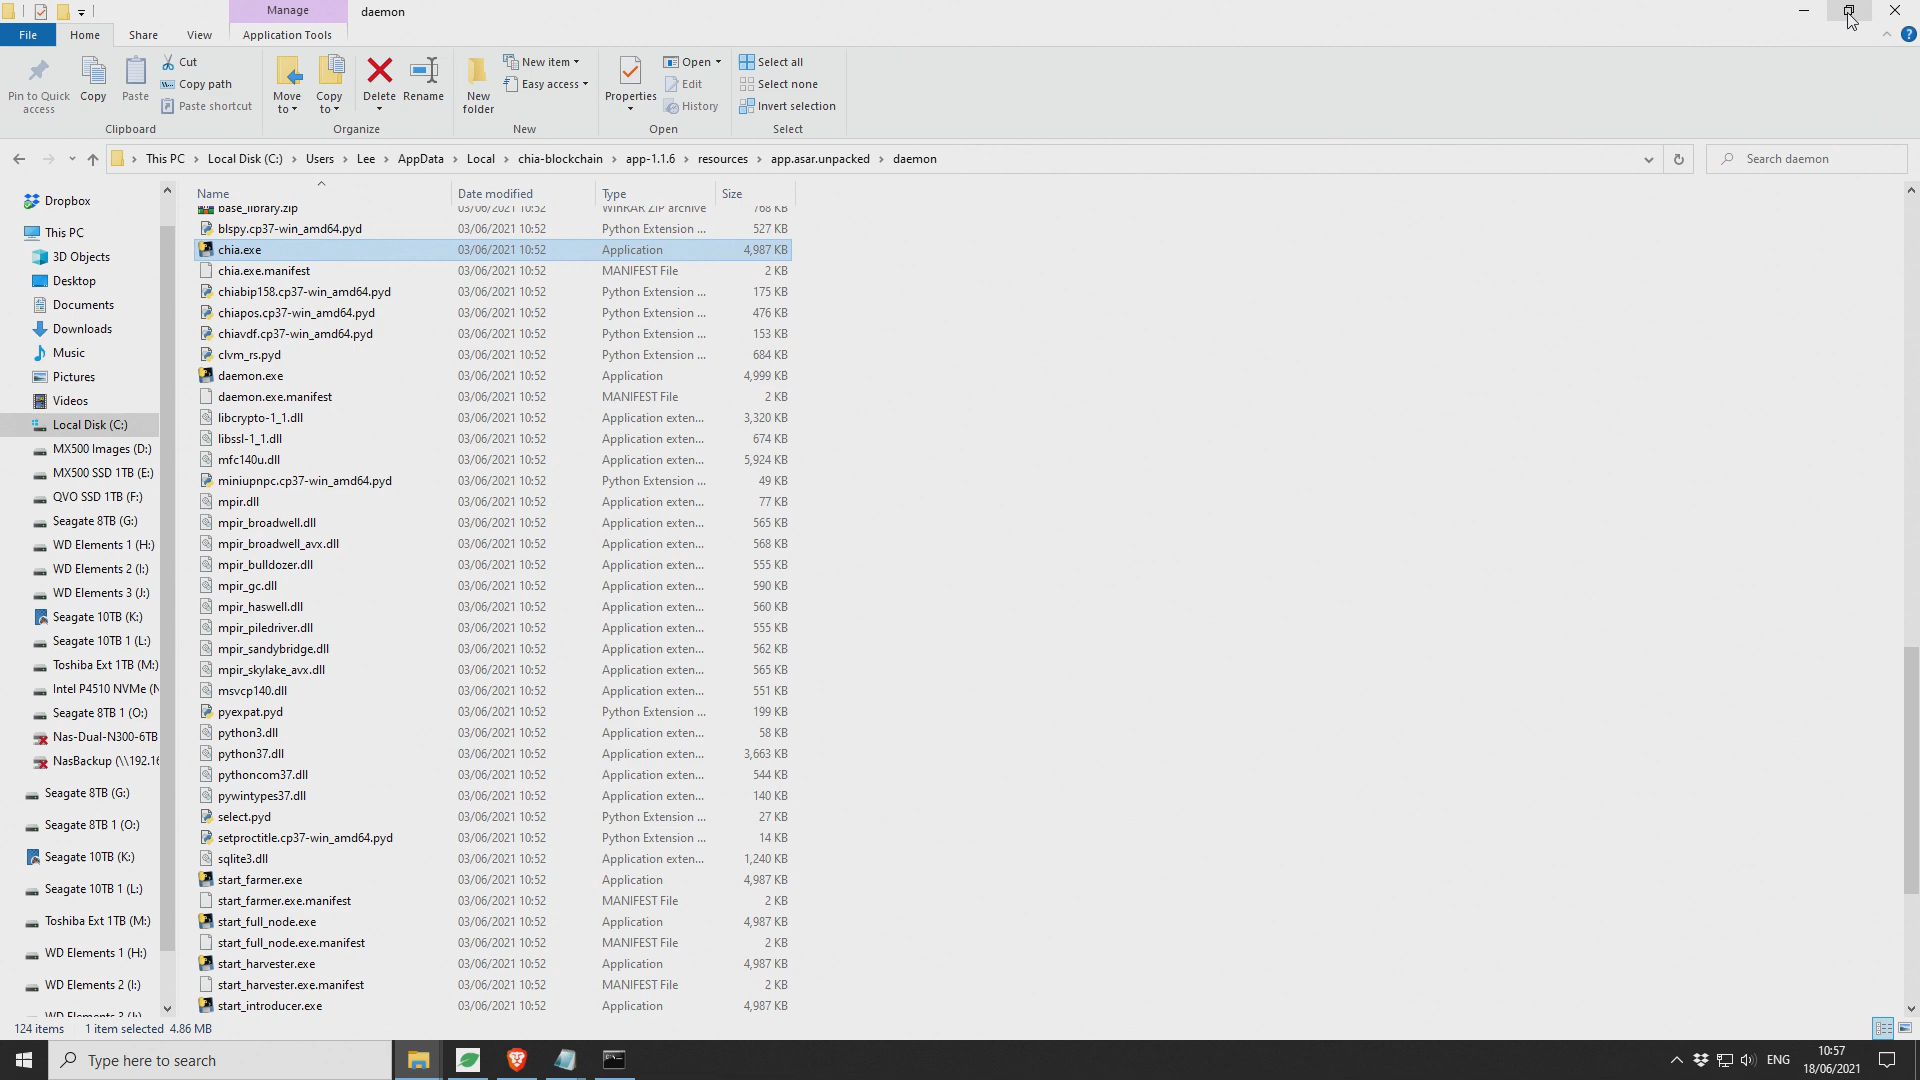 Manage
daemon
File
Home
Share
View
Application Tools
Pin to Quick access
Copy
Paste
Cut
Copy path
Paste shortcut
Clipboard
Move to
Copy to
Delete
Rename
Organize
New folder
New item
Easy access
New
Properties
Open
Edit
History
Open
Select all
Select none
Invert selection
Select
This PC > Local Disk (C:) > Users > Lee > AppData > Local > chia-blockchain > app-1.1.6 > resources > app.asar.unpacked > daemon
Search daemon
Dropbox
This PC
3D Objects
Desktop
Documents
Downloads
Music
Pictures
Videos
Local Disk (C:)
MX500 Images (D:)
MX500 SSD 1TB (E:)
QVO SSD 1TB (F:)
Seagate 8TB (G:)
WD Elements 1 (H:)
WD Elements 2 (I:)
WD Elements 3 (J:)
Seagate 10TB (K:)
Seagate 10TB 1 (L:)
Toshiba Ext 1TB (M:)
Intel P4510 NVMe (N
Seagate 8TB 1 (O:)
Nas-Dual-N300-6TB
NasBackup (\\192.16
Seagate 8TB (G:)
Seagate 8TB 1 (O:)
Seagate 10TB (K:)
Seagate 10TB 1 (L:)
Toshiba Ext 1TB (M:)
WD Elements 1 (H:)
WD Elements 2 (I:)
WD Elements 3 (J:)
Name Date modified Type Size
base_library.zip 03/06/2021 10:52 WinRAR ZIP archive 768 KB
blspy.cp37-win_amd64.pyd 03/06/2021 10:52 Python Extension ... 527 KB
chia.exe 03/06/2021 10:52 Application 4,987 KB
chia.exe.manifest 03/06/2021 10:52 MANIFEST File 2 KB
chiabip158.cp37-win_amd64.pyd 03/06/2021 10:52 Python Extension ... 175 KB
chiapos.cp37-win_amd64.pyd 03/06/2021 10:52 Python Extension ... 476 KB
chiavdf.cp37-win_amd64.pyd 03/06/2021 10:52 Python Extension ... 153 KB
clvm_rs.pyd 03/06/2021 10:52 Python Extension ... 684 KB
daemon.exe 03/06/2021 10:52 Application 4,999 KB
daemon.exe.manifest 03/06/2021 10:52 MANIFEST File 2 KB
libcrypto-1_1.dll 03/06/2021 10:52 Application exten... 3,320 KB
libssl-1_1.dll 03/06/2021 10:52 Application exten... 674 KB
mfc140u.dll 03/06/2021 10:52 Application exten... 5,924 KB
miniupnpc.cp37-win_amd64.pyd 03/06/2021 10:52 Python Extension ... 49 KB
mpir.dll 03/06/2021 10:52 Application exten... 77 KB
mpir_broadwell.dll 03/06/2021 10:52 Application exten... 565 KB
mpir_broadwell_avx.dll 03/06/2021 10:52 Application exten... 568 KB
mpir_bulldozer.dll 03/06/2021 10:52 Application exten... 555 KB
mpir_gc.dll 03/06/2021 10:52 Application exten... 590 KB
mpir_haswell.dll 03/06/2021 10:52 Application exten... 560 KB
mpir_piledriver.dll 03/06/2021 10:52 Application exten... 555 KB
mpir_sandybridge.dll 03/06/2021 10:52 Application exten... 562 KB
mpir_skylake_avx.dll 03/06/2021 10:52 Application exten... 565 KB
msvcp140.dll 03/06/2021 10:52 Application exten... 551 KB
pyexpat.pyd 03/06/2021 10:52 Python Extension ... 199 KB
python3.dll 03/06/2021 10:52 Application exten... 58 KB
python37.dll 03/06/2021 10:52 Application exten... 3,663 KB
pythoncom37.dll 03/06/2021 10:52 Application exten... 544 KB
pywintypes37.dll 03/06/2021 10:52 Application exten... 140 KB
select.pyd 03/06/2021 10:52 Python Extension ... 27 KB
setproctitle.cp37-win_amd64.pyd 03/06/2021 10:52 Python Extension ... 14 KB
sqlite3.dll 03/06/2021 10:52 Application exten... 1,240 KB
start_farmer.exe 03/06/2021 10:52 Application 4,987 KB
start_farmer.exe.manifest 03/06/2021 10:52 MANIFEST File 2 KB
start_full_node.exe 03/06/2021 10:52 Application 4,987 KB
start_full_node.exe.manifest 03/06/2021 10:52 MANIFEST File 2 KB
start_harvester.exe 03/06/2021 10:52 Application 4,987 KB
start_harvester.exe.manifest 03/06/2021 10:52 MANIFEST File 2 KB
start_introducer.exe 03/06/2021 10:52 Application 4,987 KB
124 items 1 item selected 4.86 MB
Type here to search
ENG
10:57
18/06/2021